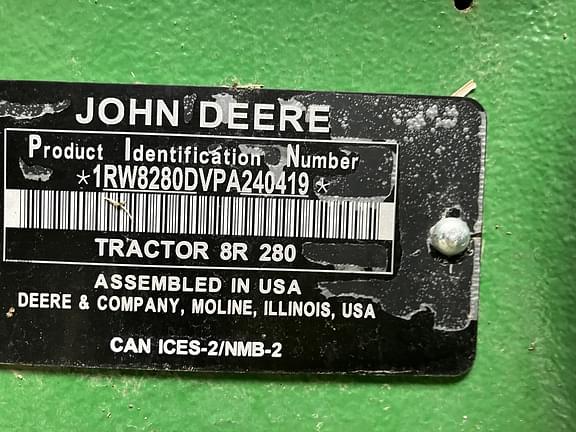 JOHN DEERE
Product Identification Number
*1RW8280DVPA240419*
TRACTOR 8R 280
ASSEMBLED IN USA
DEERE & COMPANY, MOLINE, ILLINOIS, USA
CAN ICES-2/NMB-2